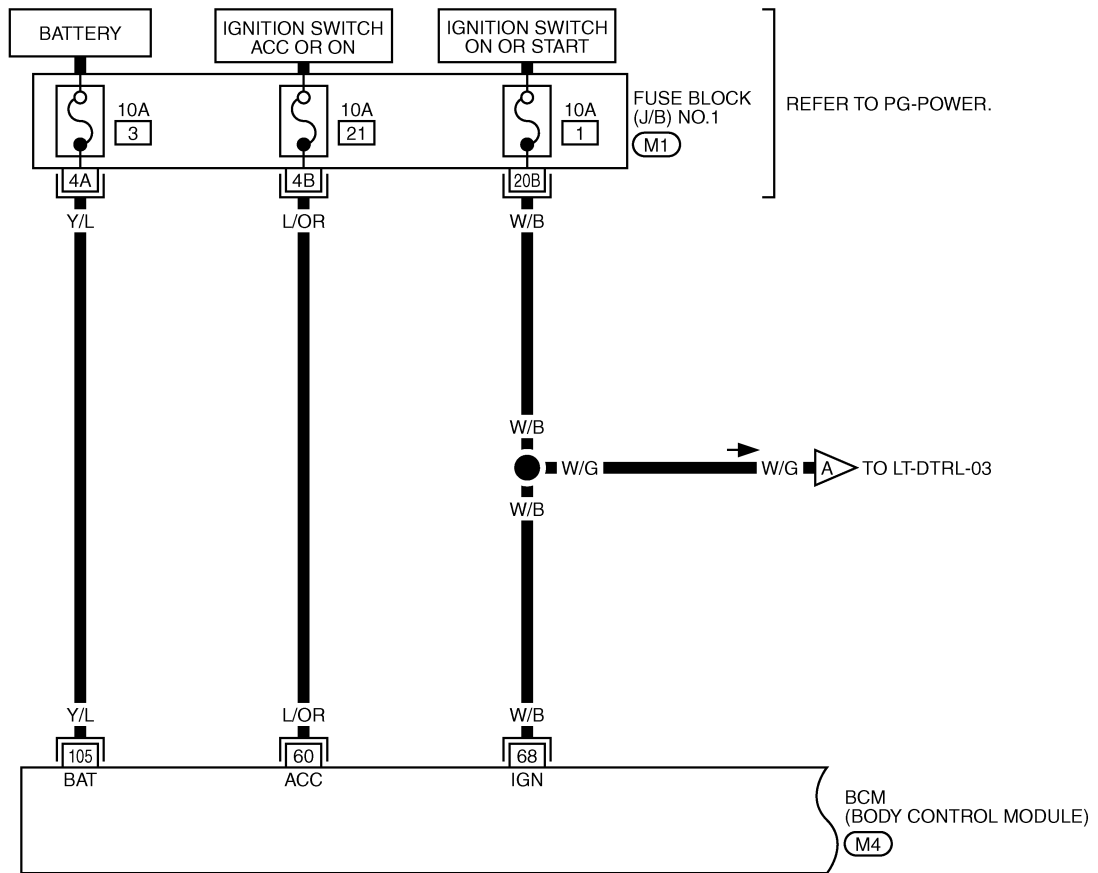 BATTERY
IGNITION SWITCH
ACC OR ON
IGNITION SWITCH
ON OR START
10A
3
10A
21
10A
1
FUSE BLOCK
(J/B) NO.1
M1
REFER TO PG-POWER.
4A
4B
20B
Y/L
L/OR
W/B
W/B
W/G
W/G
A
TO LT-DTRL-03
W/B
Y/L
L/OR
W/B
105
60
68
BAT
ACC
IGN
BCM
(BODY CONTROL MODULE)
M4